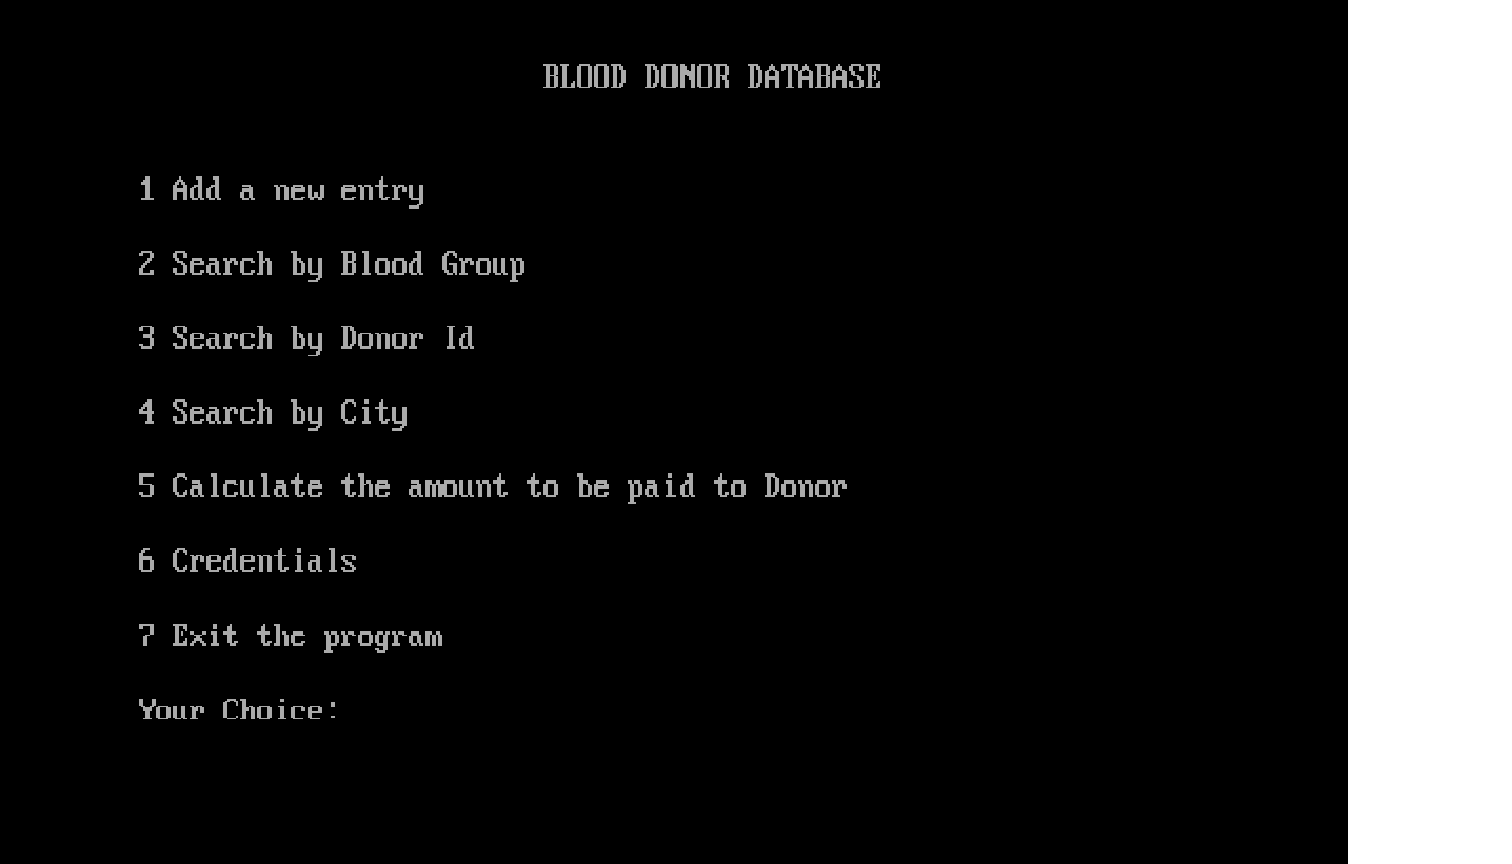 BLOOD DONOR DATABASE
1 Add a new entry
2 Search by Blood Group
3 Search by Donor Id
4 Search by City
5 Calculate the amount to be paid to Donor
6 Credentials
7 Exit the program
Your Choice: